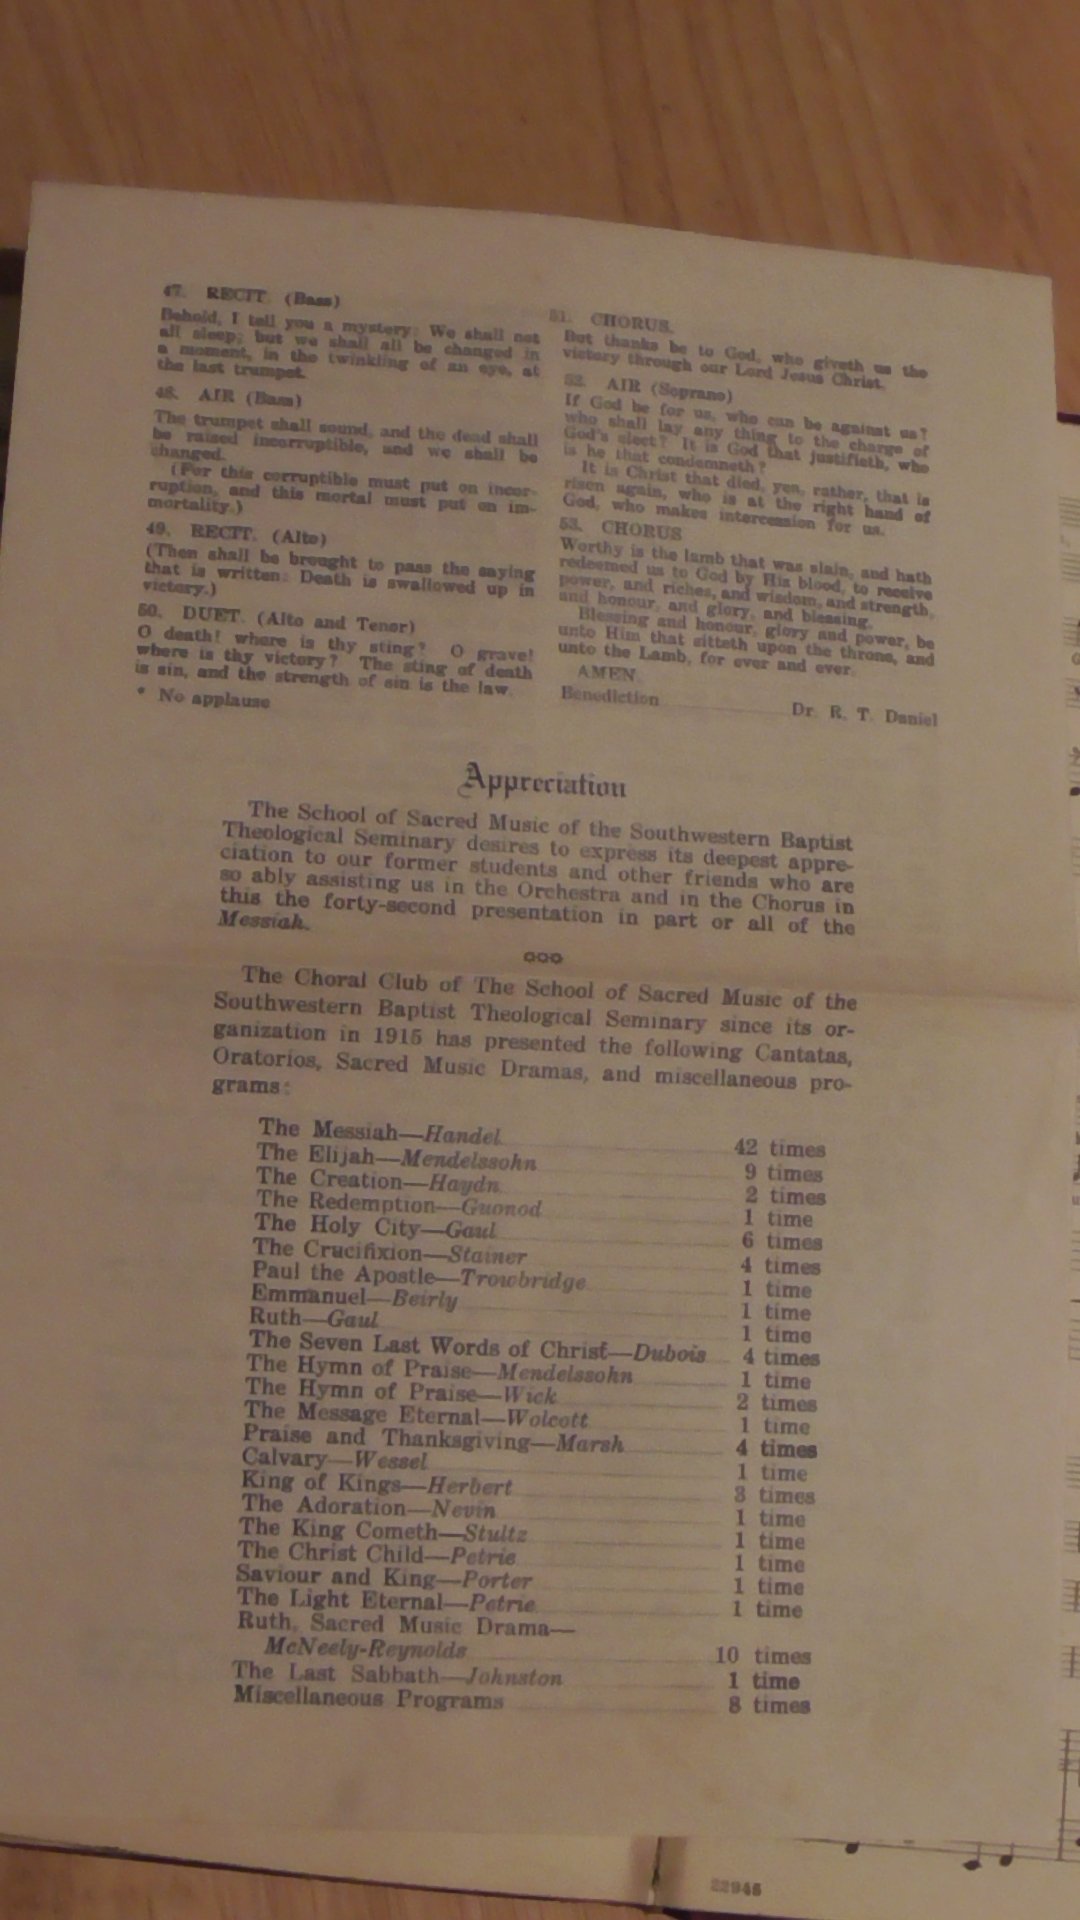 47. RECIT. (Bass)
Behold, I tell you a mystery: We shall not
all sleep; but we shall all be changed in
a moment, in the twinkling of an eye, at
the last trumpet.
48. AIR (Bass)
The trumpet shall sound, and the dead shall
be raised incorruptible, and we shall be
changed.
(For this corruptible must put on incor-
ruption, and this mortal must put on im-
mortality.)
49. RECIT. (Alto)
(Then shall be brought to pass the saying
that is written: Death is swallowed up in
victory.)
50. DUET. (Alto and Tenor)
O death! where is thy sting? O grave!
where is thy victory? The sting of death
is sin, and the strength of sin is the law.
* No applause
51. CHORUS.
But thanks be to God, who giveth us the
victory through our Lord Jesus Christ.
52. AIR (Soprano)
If God be for us, who can be against us?
who shall lay any thing to the charge of
God's elect? It is God that justifieth, who
is he that condemneth?
It is Christ that died, yea, rather, that is
risen again, who is at the right hand of
God, who makes intercession for us.
53. CHORUS
Worthy is the lamb that was slain, and hath
redeemed us to God by His blood, to receive
power, and riches, and wisdom, and strength,
and honour, and glory, and blessing.
Blessing and honour, glory and power, be
unto Him that sitteth upon the throne, and
unto the Lamb, for ever and ever.
AMEN.
Benediction Dr. R. T. Daniel
Appreciation
The School of Sacred Music of the Southwestern Baptist
Theological Seminary desires to express its deepest appre-
ciation to our former students and other friends who are
so ably assisting us in the Orchestra and in the Chorus in
this the forty-second presentation in part or all of the
Messiah.
The Choral Club of The School of Sacred Music of the
Southwestern Baptist Theological Seminary since its or-
ganization in 1915 has presented the following Cantatas,
Oratorios, Sacred Music Dramas, and miscellaneous pro-
grams:
The Messiah—Handel 42 times
The Elijah—Mendelssohn 9 times
The Creation—Haydn 2 times
The Redemption—Guonod 1 time
The Holy City—Gaul 6 times
The Crucifixion—Stainer 4 times
Paul the Apostle—Trowbridge 1 time
Emmanuel—Beirly 1 time
Ruth—Gaul 1 time
The Seven Last Words of Christ—Dubois 4 times
The Hymn of Praise—Mendelssohn 1 time
The Hymn of Praise—Wick 2 times
The Message Eternal—Wolcott 1 time
Praise and Thanksgiving—Marsh 4 times
Calvary—Wessel 1 time
King of Kings—Herbert 3 times
The Adoration—Nevin 1 time
The King Cometh—Stultz 1 time
The Christ Child—Petrie 1 time
Saviour and King—Porter 1 time
The Light Eternal—Petrie 1 time
Ruth, Sacred Music Drama—
McNeely-Reynolds 10 times
The Last Sabbath—Johnston 1 time
Miscellaneous Programs 8 times
22945